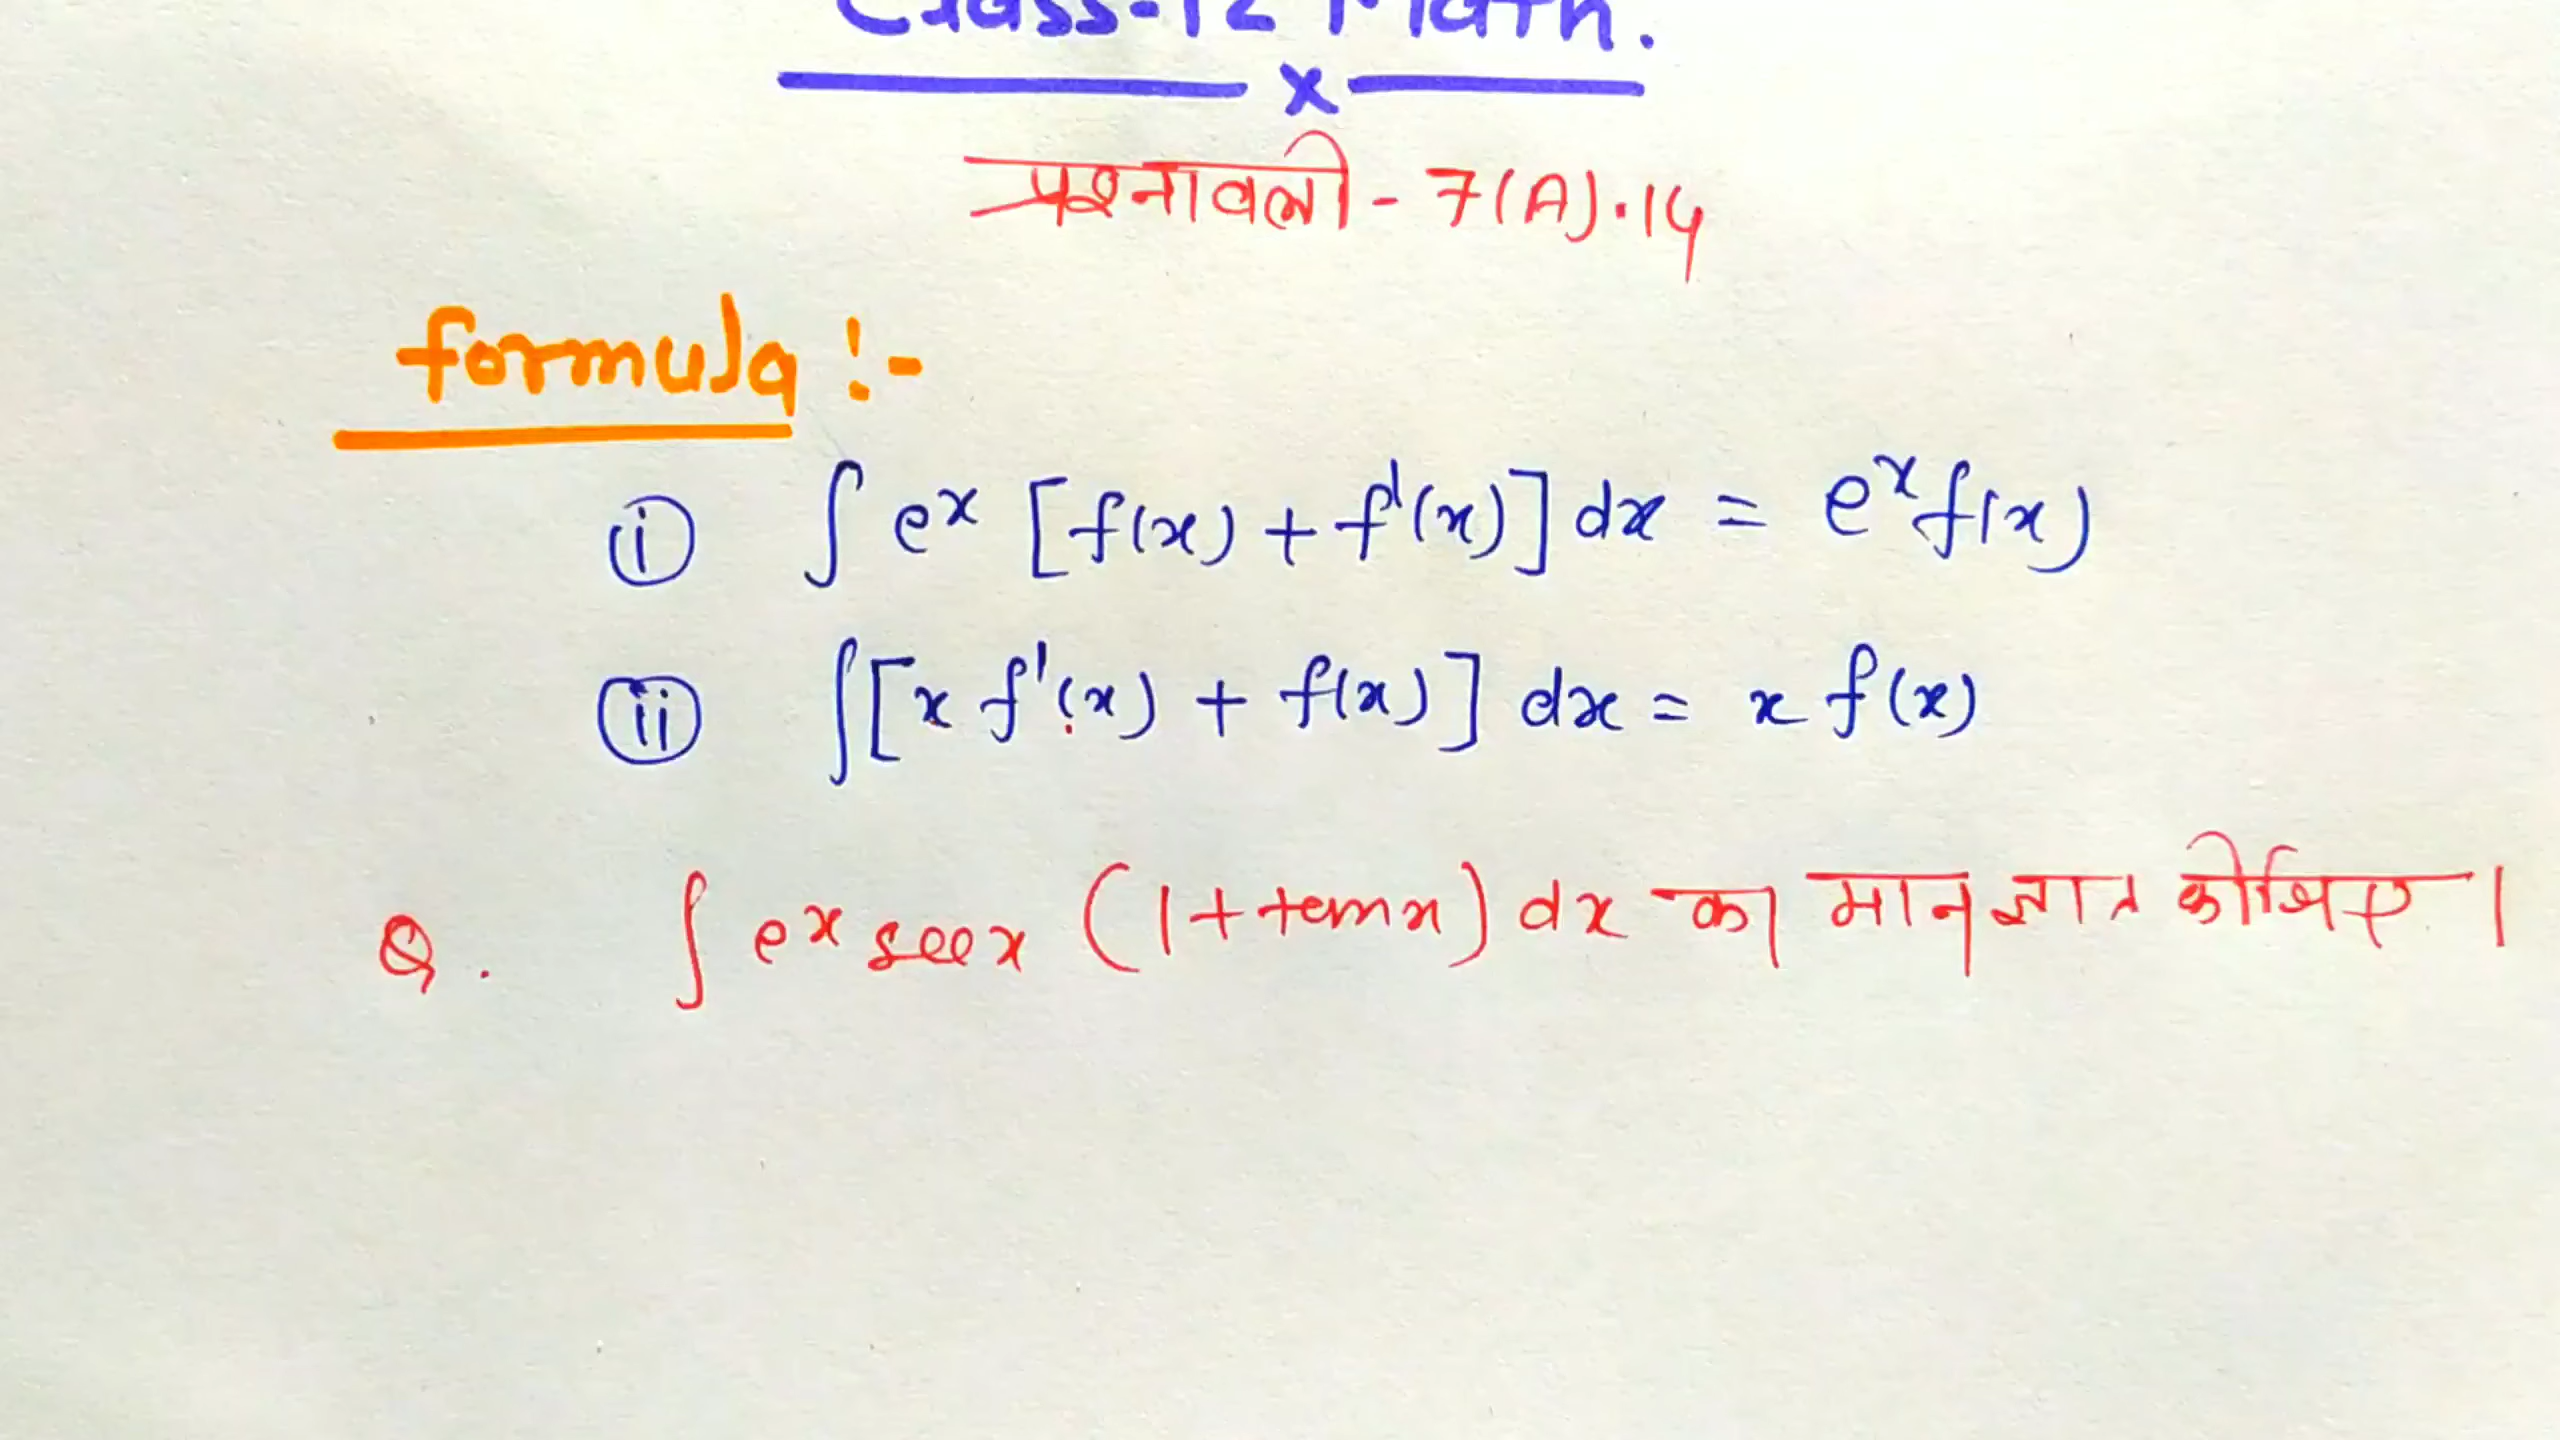 Class-12 Math.
x
प्रश्नावली - 7(A).14
formula :-
(i) ∫ eˣ [f(x) + f'(x)] dx = eˣ f(x)
(ii) ∫[x f'(x) + f(x)] dx = x f(x)
Q. ∫ eˣ secx (1 + tanx) dx का मान ज्ञात कीजिए।